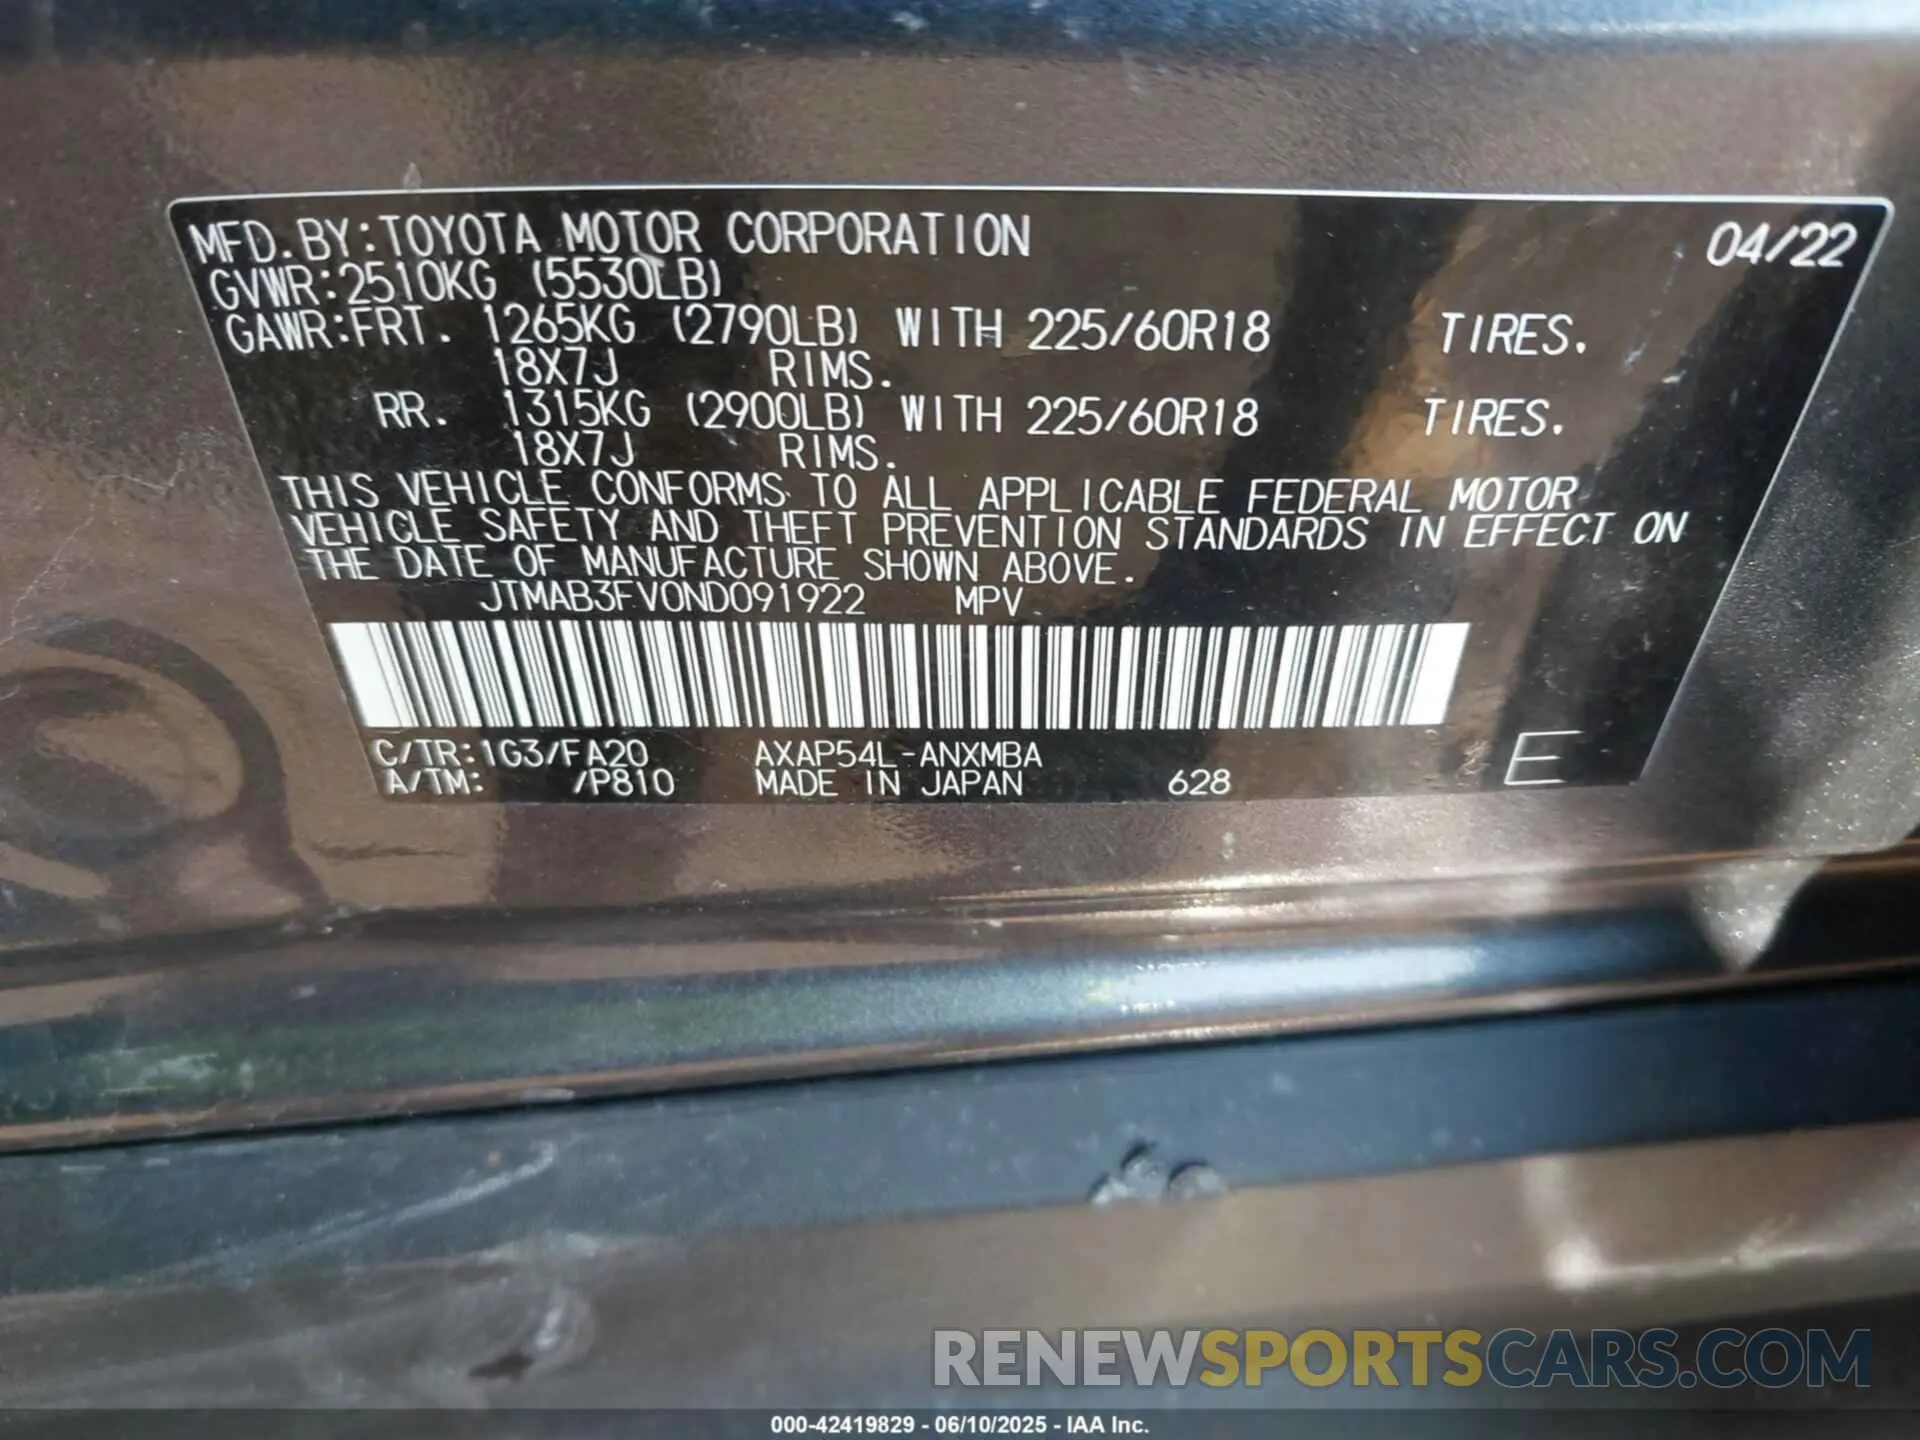 MFD.BY:TOYOTA MOTOR CORPORATION 04/22
GVWR:2510KG (5530LB)
GAWR:FRT. 1265KG (2790LB) WITH 225/60R18 TIRES.
18X7J RIMS.
RR. 1315KG (2900LB) WITH 225/60R18 TIRES.
18X7J RIMS.
THIS VEHICLE CONFORMS TO ALL APPLICABLE FEDERAL MOTOR
VEHICLE SAFETY AND THEFT PREVENTION STANDARDS IN EFFECT ON
THE DATE OF MANUFACTURE SHOWN ABOVE.
JTMAB3FV0ND091922 MPV
C/TR:1G3/FA20 AXAP54L-ANXMBA
A/TM: /P810 MADE IN JAPAN 628 E
RENEWSPORTSCARS.COM
000-42419829 - 06/10/2025 - IAA Inc.